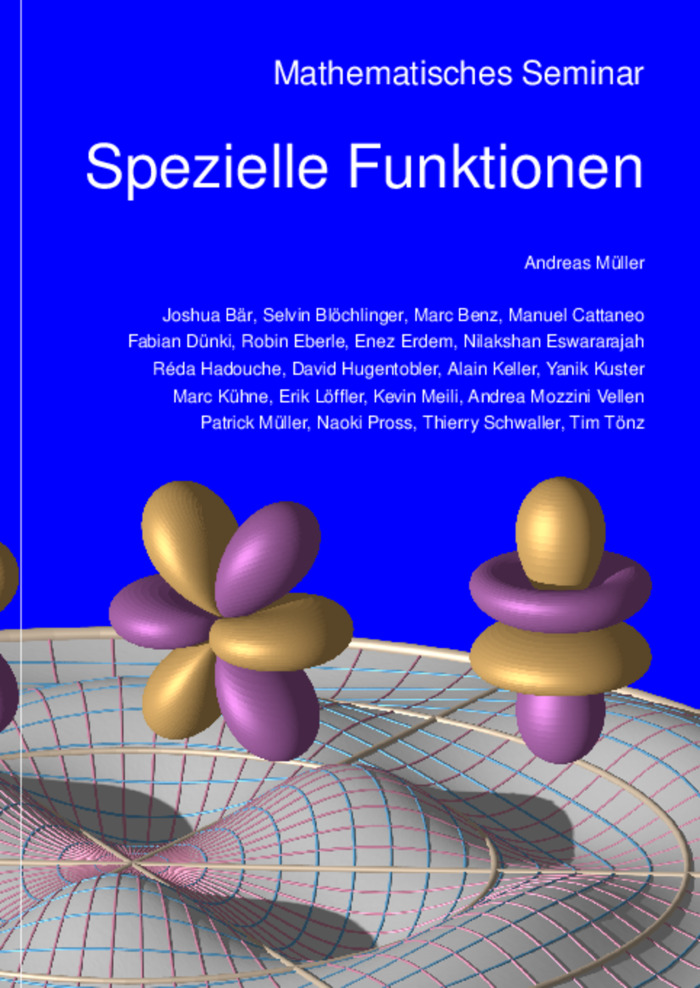 Mathematisches Seminar
Spezielle Funktionen
Andreas Müller
Joshua Bär, Selvin Blöchlinger, Marc Benz, Manuel Cattaneo
Fabian Dünki, Robin Eberle, Enez Erdem, Nilakshan Eswararajah
Réda Hadouche, David Hugentobler, Alain Keller, Yanik Kuster
Marc Kühne, Erik Löffler, Kevin Meili, Andrea Mozzini Vellen
Patrick Müller, Naoki Pross, Thierry Schwaller, Tim Tönz